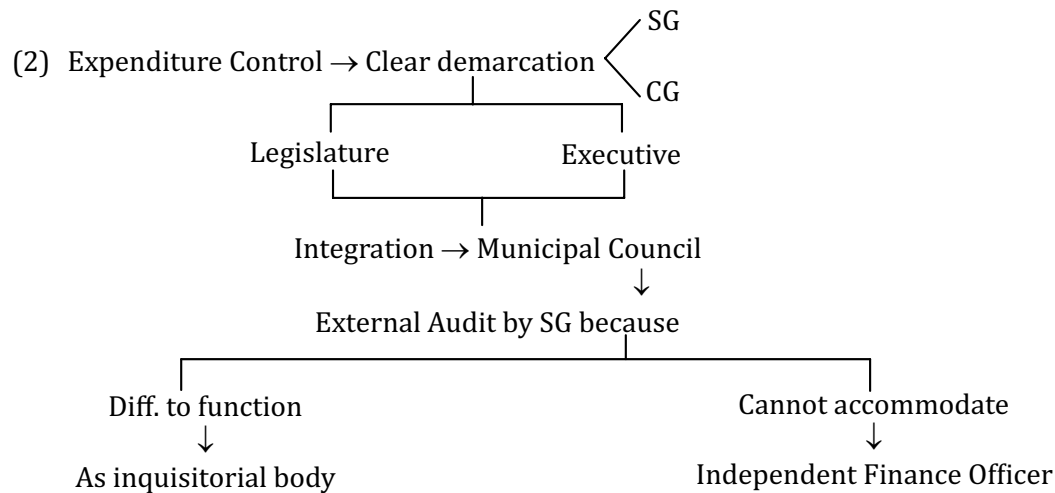 SG
(2) Expenditure Control → Clear demarcation
CG
Legislature Executive
Integration → Municipal Council
↓
External Audit by SG because
Diff. to function Cannot accommodate
↓ ↓
As inquisitorial body Independent Finance Officer